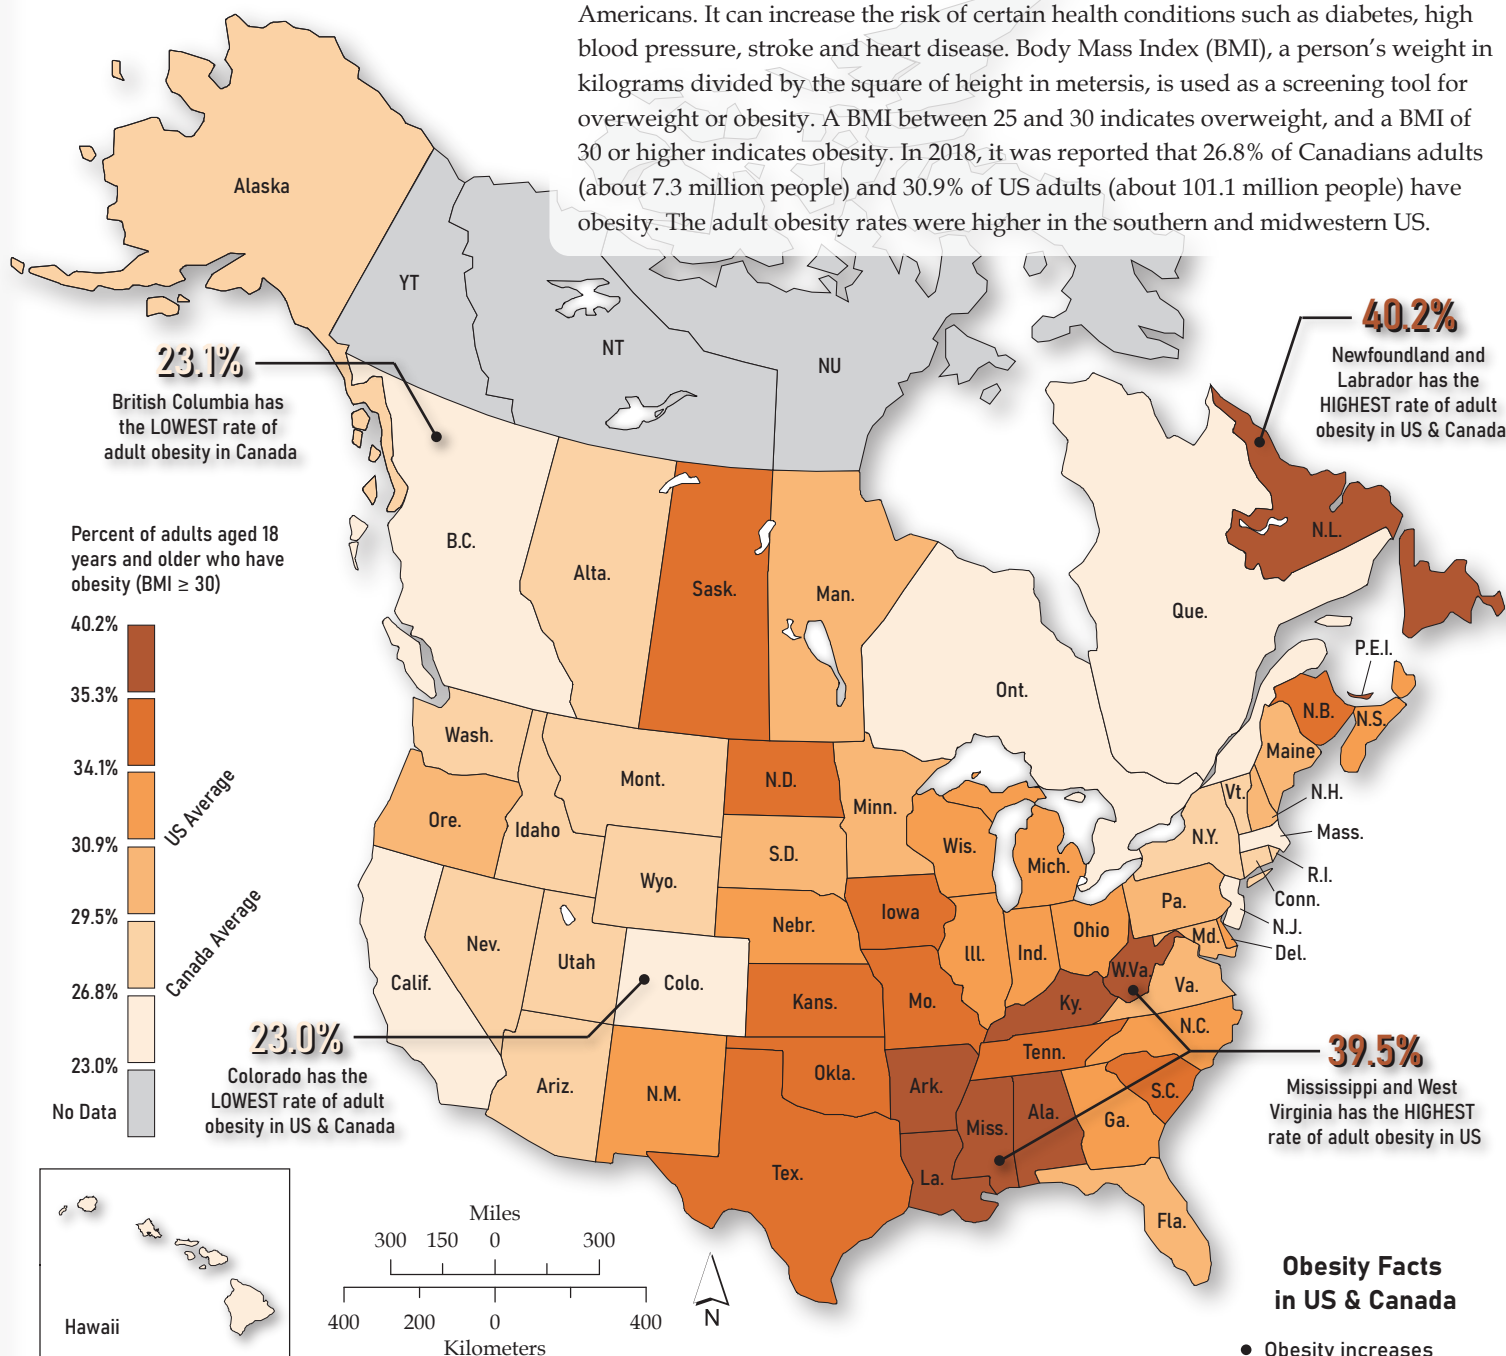 Americans. It can increase the risk of certain health conditions such as diabetes, high
blood pressure, stroke and heart disease. Body Mass Index (BMI), a person's weight in
kilograms divided by the square of height in metersis, is used as a screening tool for
overweight or obesity. A BMI between 25 and 30 indicates overweight, and a BMI of
30 or higher indicates obesity. In 2018, it was reported that 26.8% of Canadians adults
(about 7.3 million people) and 30.9% of US adults (about 101.1 million people) have
obesity. The adult obesity rates were higher in the southern and midwestern US.
Alaska
YT
NT
NU
23.1%
British Columbia has
the LOWEST rate of
adult obesity in Canada
40.2%
Newfoundland and
Labrador has the
HIGHEST rate of adult
obesity in US & Canada
Percent of adults aged 18
years and older who have
obesity (BMI ≥ 30)
40.2%
35.3%
34.1%
30.9%
29.5%
26.8%
23.0%
No Data
US Average
Canada Average
B.C.
Alta.
Sask.
Man.
Ont.
Que.
N.L.
P.E.I.
N.B.
N.S.
Wash.
Mont.
N.D.
Minn.
Maine
Vt.
N.H.
Mass.
Ore.
Idaho
S.D.
Wis.
Mich.
N.Y.
R.I.
Conn.
Wyo.
Iowa
Pa.
N.J.
Nebr.
Ohio
Md.
Del.
Nev.
Utah
Ill.
Ind.
W.Va.
Calif.
Colo.
Kans.
Mo.
Ky.
Va.
N.C.
23.0%
Colorado has the
LOWEST rate of adult
obesity in US & Canada
Ariz.
N.M.
Okla.
Ark.
Tenn.
S.C.
39.5%
Mississippi and West
Virginia has the HIGHEST
rate of adult obesity in US
Miss.
Ala.
Ga.
Tex.
La.
Fla.
Hawaii
Miles
300 150 0 300
400 200 0 400
Kilometers
N
Obesity Facts
in US & Canada
● Obesity increases